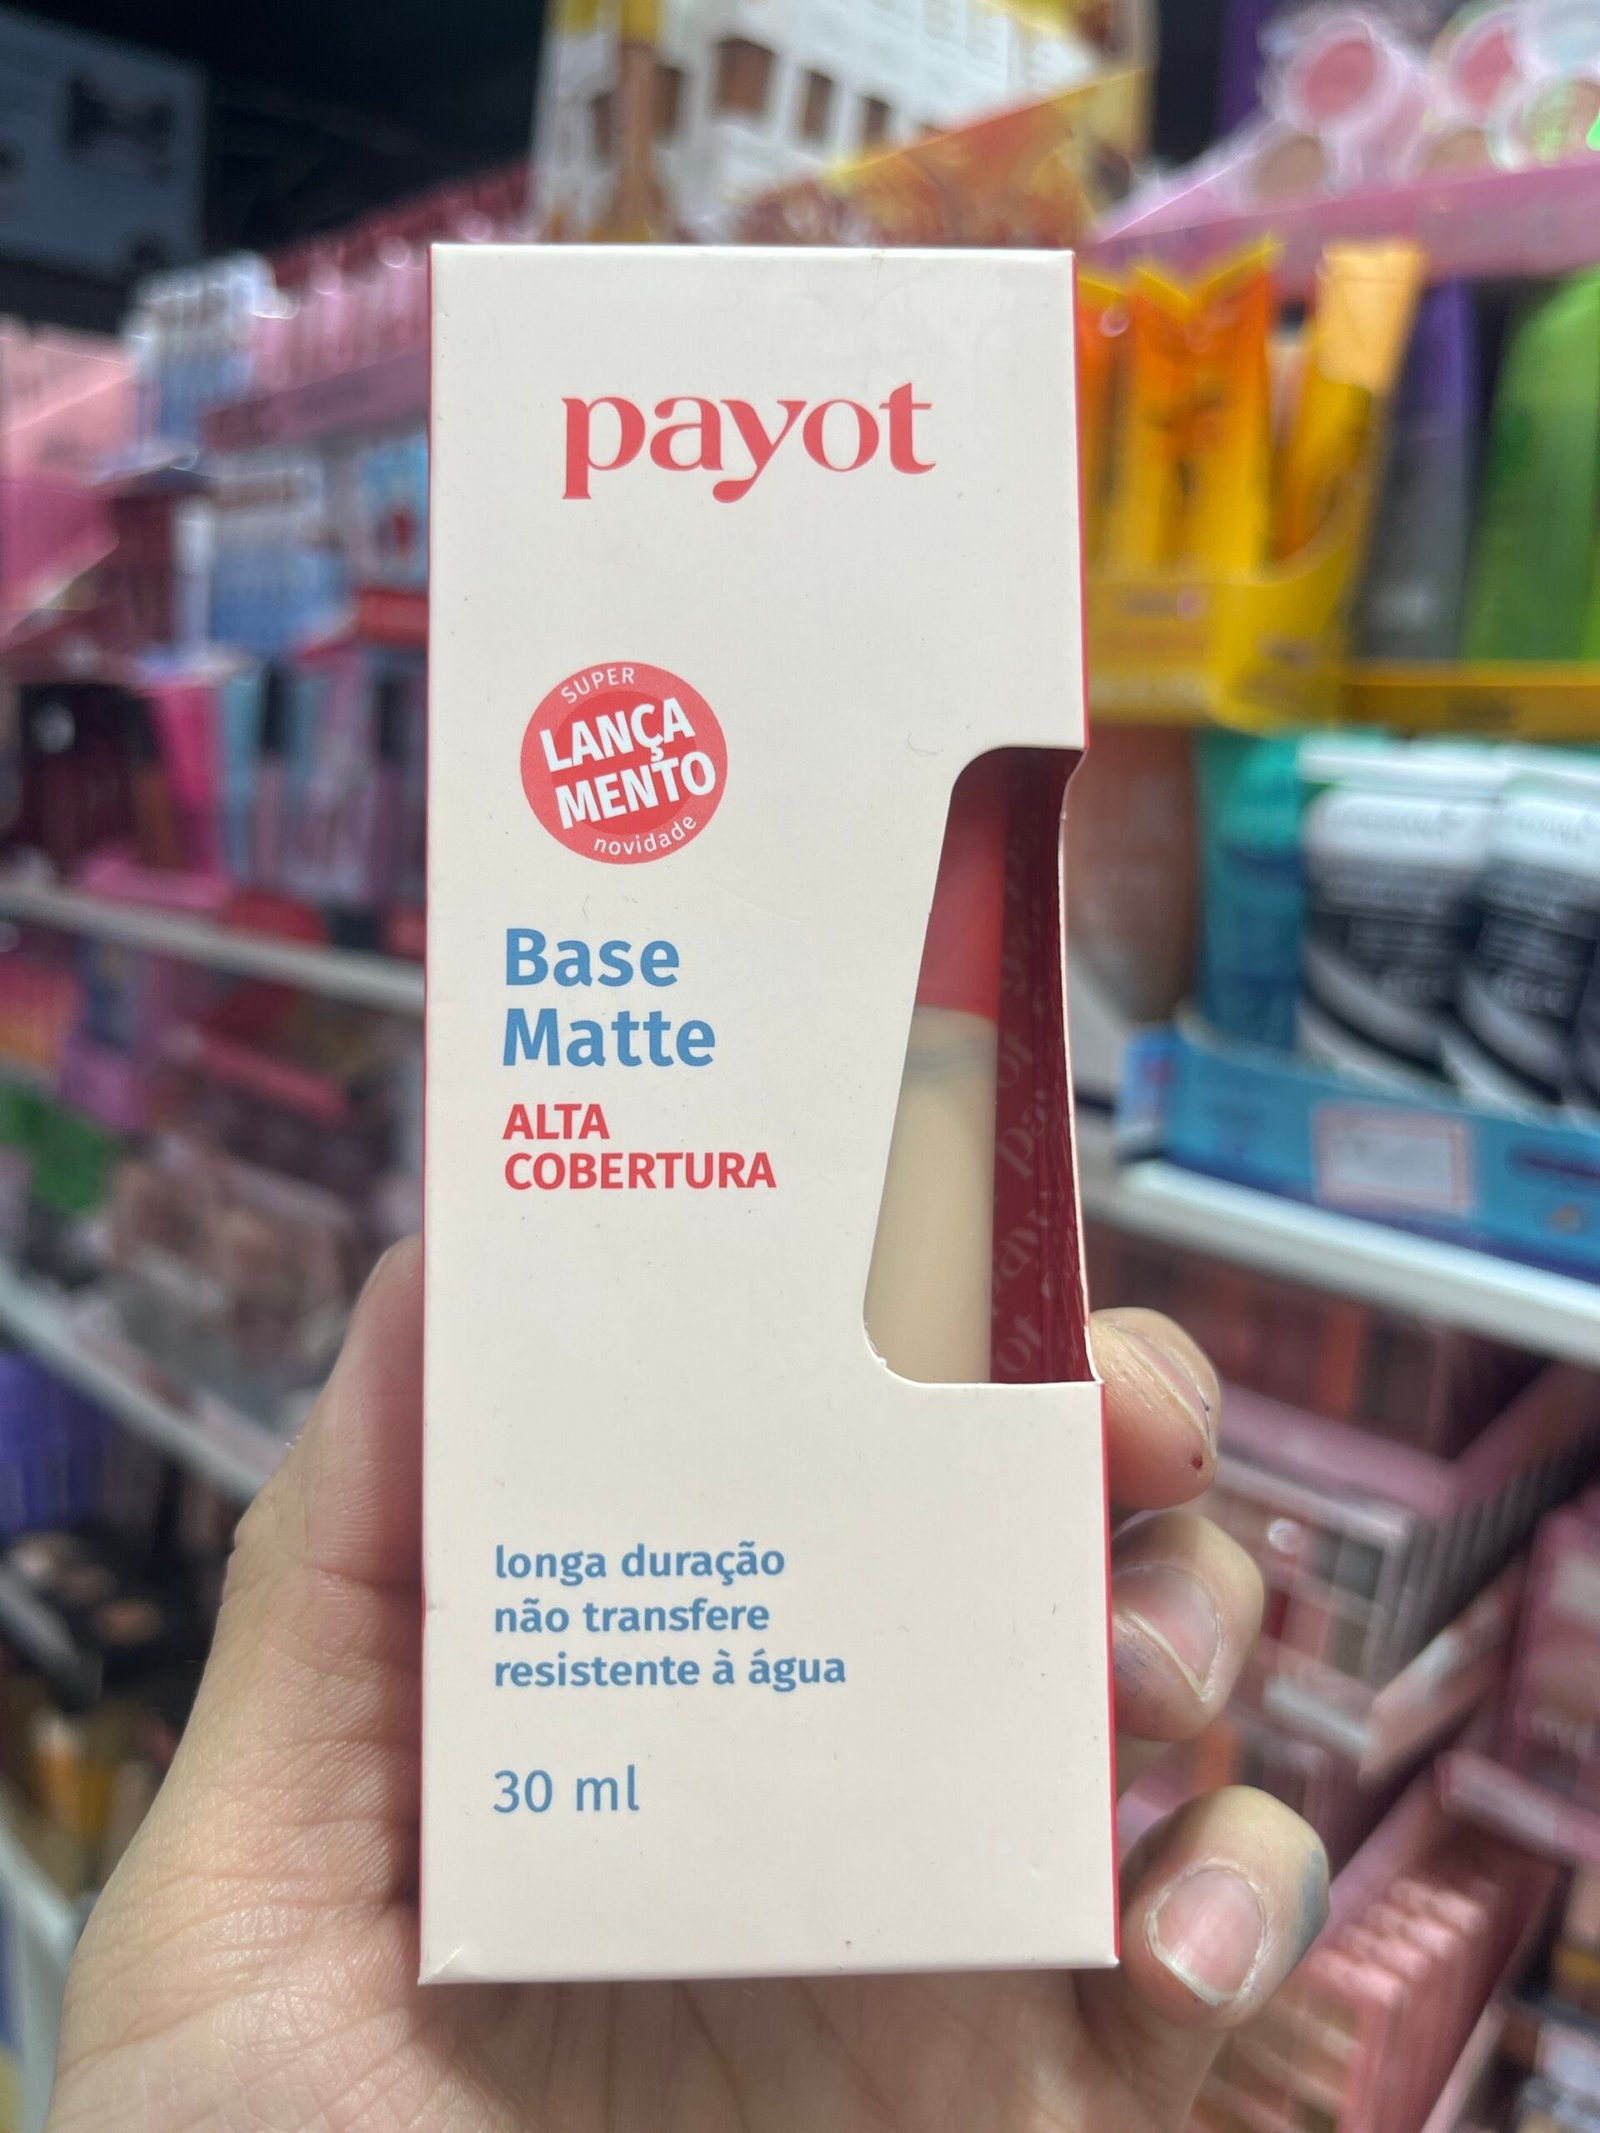 payot
SUPER
LANÇA
MENTO
novidade
Base
Matte
ALTA
COBERTURA
longa duração
não transfere
resistente à água
30 ml